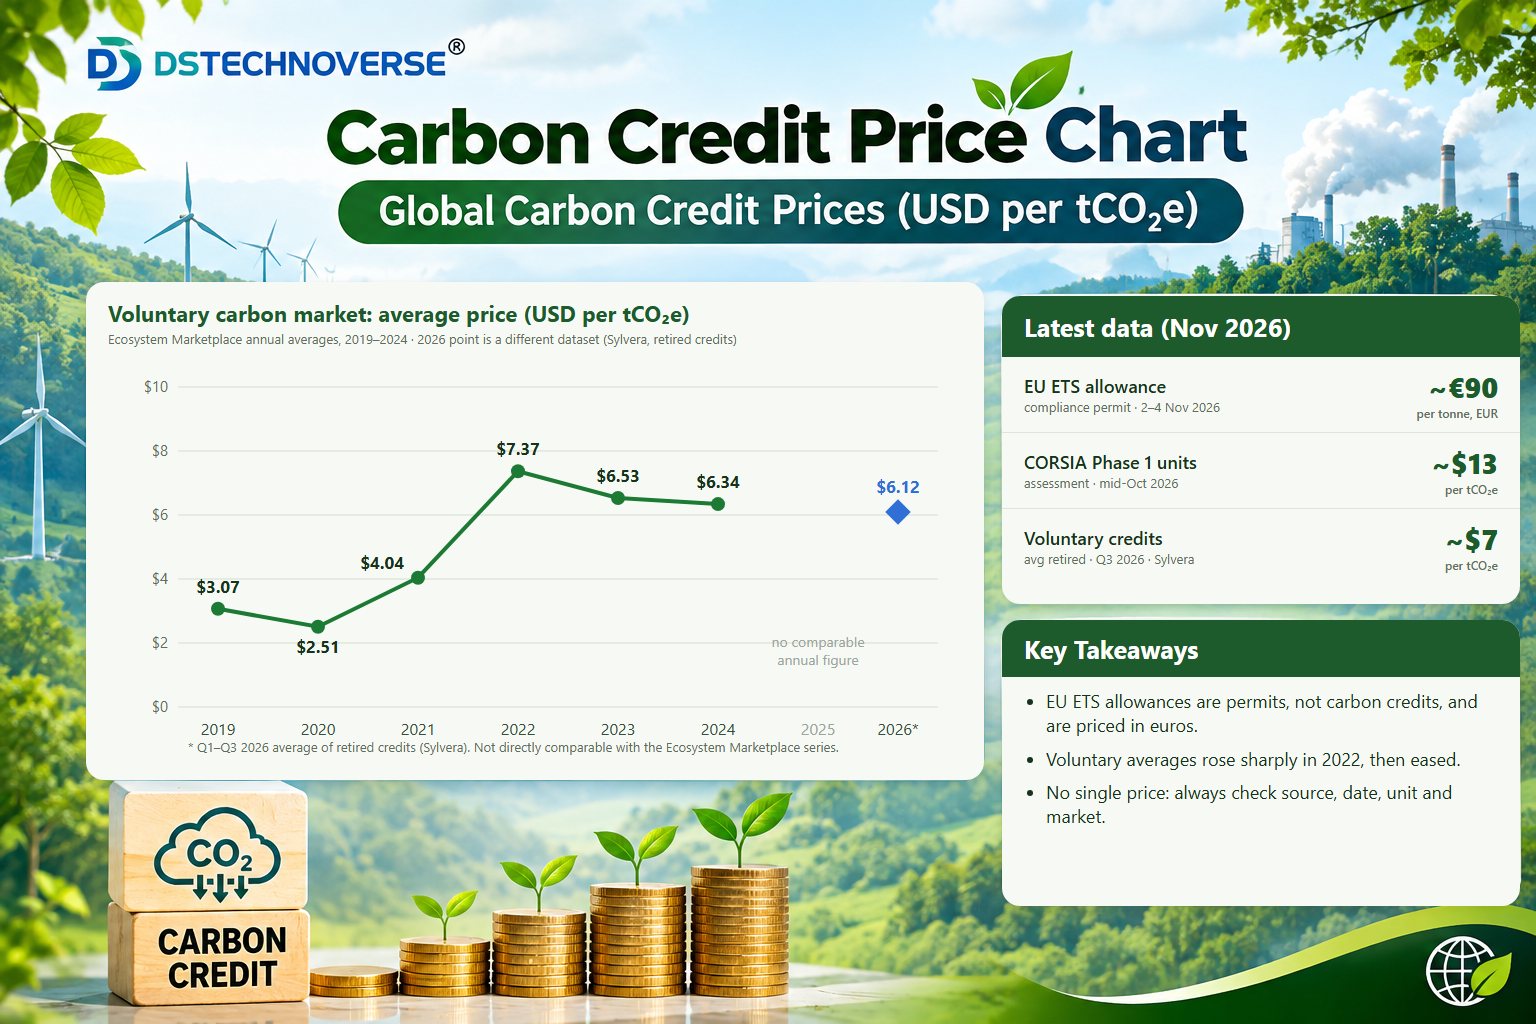 DSTECHNOVERSE®
Carbon Credit Price Chart
Global Carbon Credit Prices (USD per tCO₂e)
Voluntary carbon market: average price (USD per tCO₂e)
Ecosystem Marketplace annual averages, 2019–2024 · 2026 point is a different dataset (Sylvera, retired credits)
$10
$8
$6
$4
$2
$0
$3.07
$2.51
$4.04
$7.37
$6.53
$6.34
$6.12
no comparable
annual figure
2019
2020
2021
2022
2023
2024
2025
2026*
* Q1–Q3 2026 average of retired credits (Sylvera). Not directly comparable with the Ecosystem Marketplace series.
Latest data (Nov 2026)
EU ETS allowance
compliance permit · 2–4 Nov 2026
~€90
per tonne, EUR
CORSIA Phase 1 units
assessment · mid-Oct 2026
~$13
per tCO₂e
Voluntary credits
avg retired · Q3 2026 · Sylvera
~$7
per tCO₂e
Key Takeaways
• EU ETS allowances are permits, not carbon credits, and
are priced in euros.
• Voluntary averages rose sharply in 2022, then eased.
• No single price: always check source, date, unit and
market.
CO₂
CARBON
CREDIT